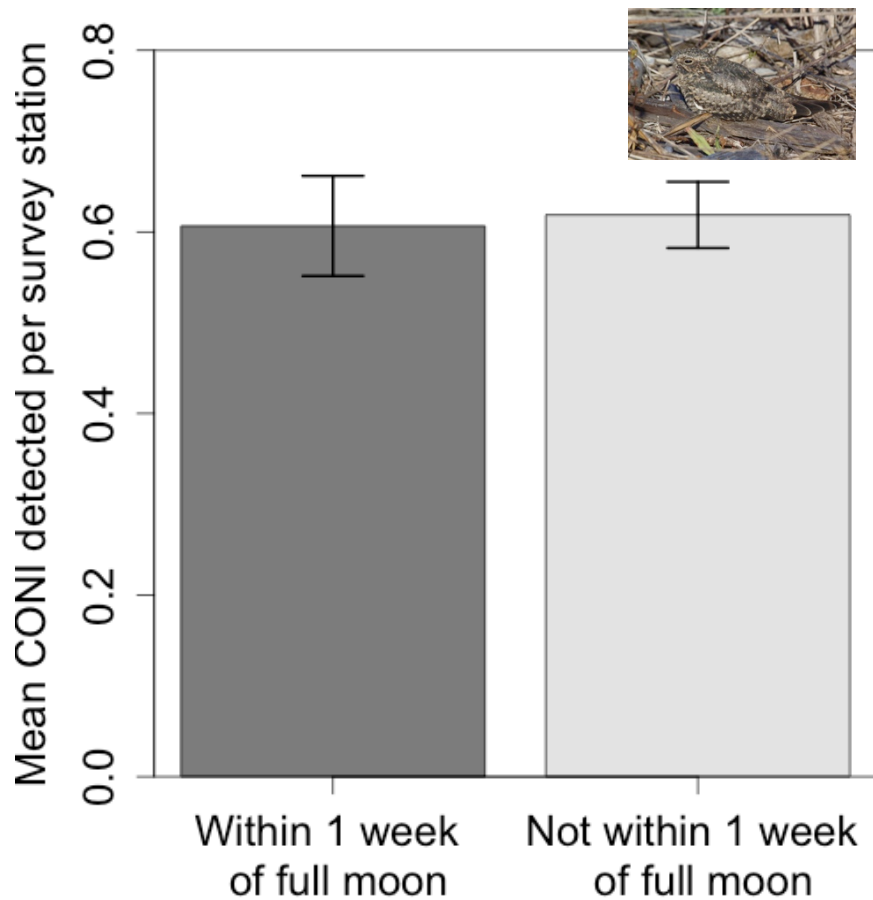 Mean CONI detected per survey station
0.8
0.6
0.4
0.2
0.0
Within 1 week
of full moon
Not within 1 week
of full moon